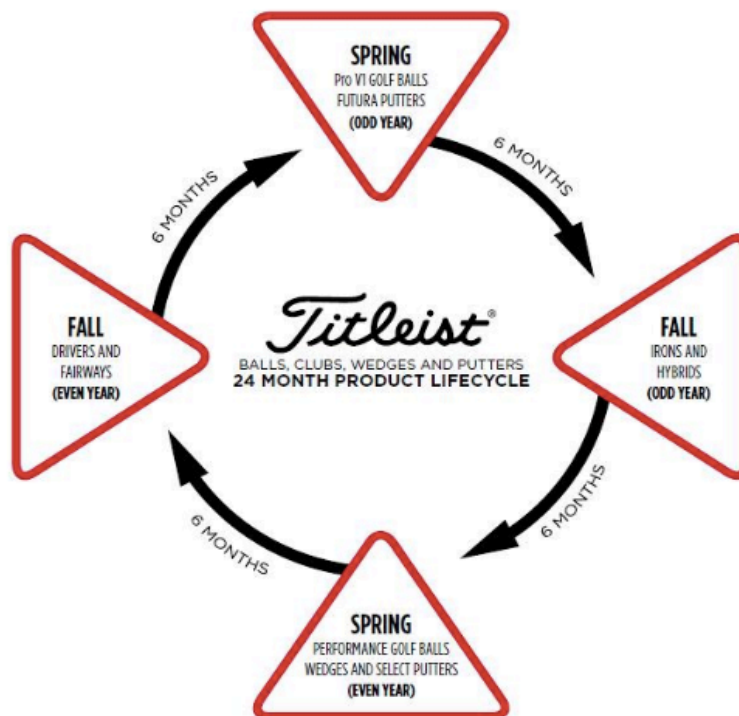 SPRING
Pro V1 GOLF BALLS
FUTURA PUTTERS
(ODD YEAR)
6 MONTHS
FALL
IRONS AND
HYBRIDS
(ODD YEAR)
6 MONTHS
SPRING
PERFORMANCE GOLF BALLS
WEDGES AND SELECT PUTTERS
(EVEN YEAR)
6 MONTHS
FALL
DRIVERS AND
FAIRWAYS
(EVEN YEAR)
6 MONTHS
Titleist®
BALLS, CLUBS, WEDGES AND PUTTERS
24 MONTH PRODUCT LIFECYCLE